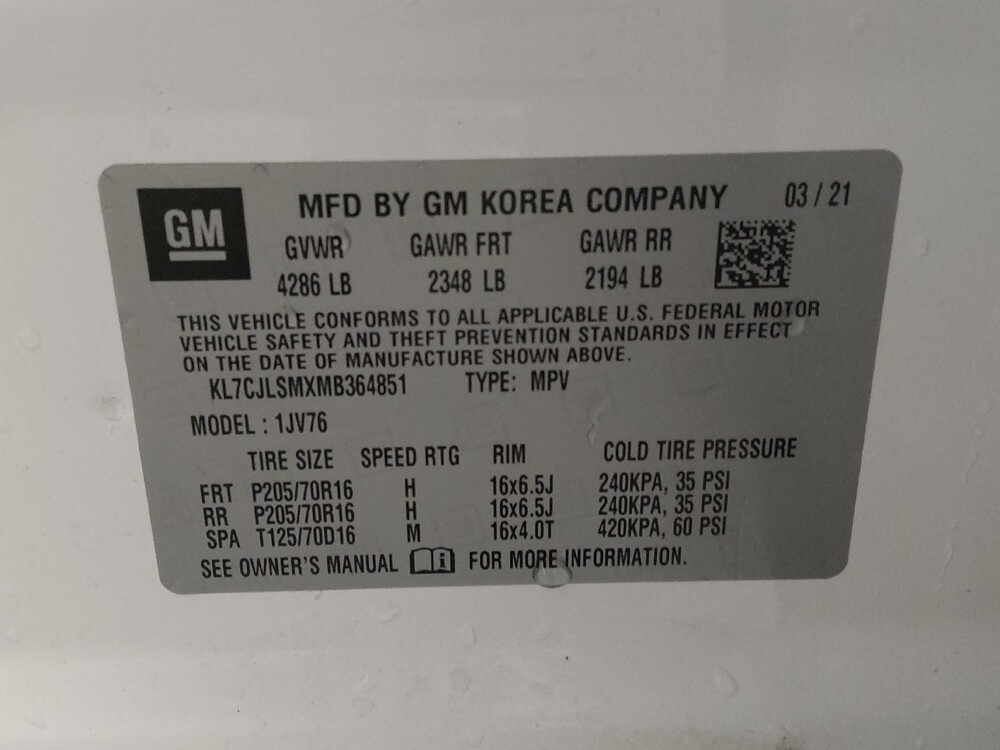 GM
MFD BY GM KOREA COMPANY 03 / 21
GVWR GAWR FRT GAWR RR
4286 LB 2348 LB 2194 LB
THIS VEHICLE CONFORMS TO ALL APPLICABLE U.S. FEDERAL MOTOR
VEHICLE SAFETY AND THEFT PREVENTION STANDARDS IN EFFECT
ON THE DATE OF MANUFACTURE SHOWN ABOVE.
KL7CJLSMXMB364851 TYPE: MPV
MODEL : 1JV76
TIRE SIZE SPEED RTG RIM COLD TIRE PRESSURE
FRT P205/70R16 H 16x6.5J 240KPA, 35 PSI
RR P205/70R16 H 16x6.5J 240KPA, 35 PSI
SPA T125/70D16 M 16x4.0T 420KPA, 60 PSI
SEE OWNER'S MANUAL i FOR MORE INFORMATION.